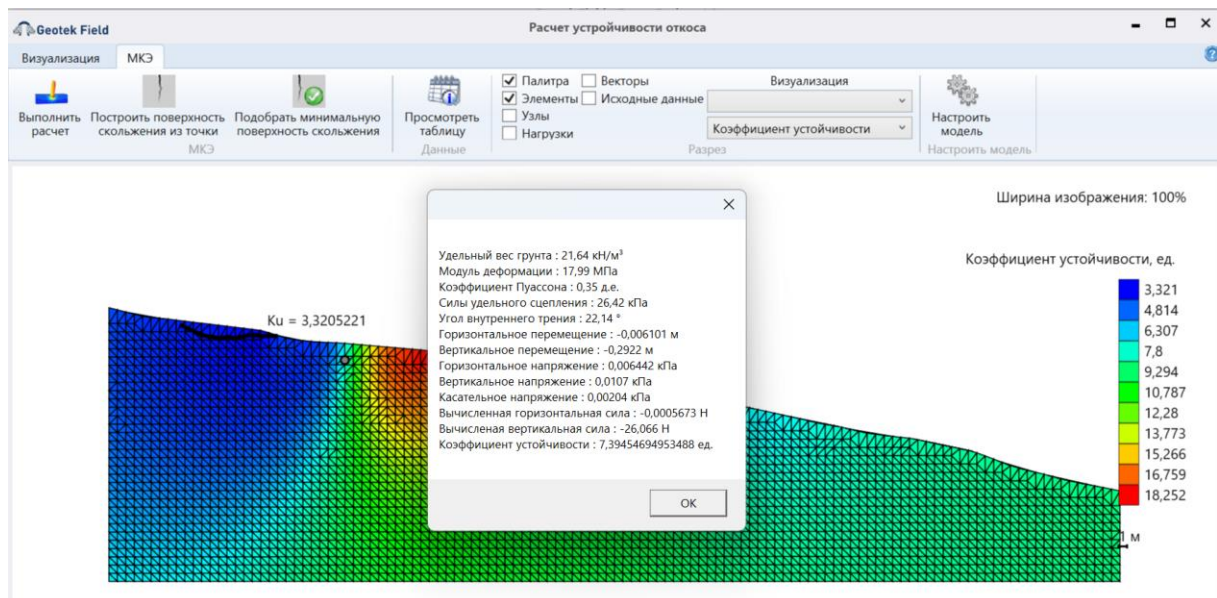 Geotek Field
Расчет устройчивости откоса
Визуализация
МКЭ
Выполнить расчет
Построить поверхность скольжения из точки
Подобрать минимальную поверхность скольжения
МКЭ
Просмотреть таблицу
Данные
Палитра
Векторы
Элементы
Исходные данные
Узлы
Нагрузки
Визуализация
Коэффициент устойчивости
Разрез
Настроить модель
Настроить модель
Ширина изображения: 100%
Ku = 3,3205221
Удельный вес грунта : 21,64 кН/м³
Модуль деформации : 17,99 МПа
Коэффициент Пуассона : 0,35 д.е.
Силы удельного сцепления : 26,42 кПа
Угол внутреннего трения : 22,14 °
Горизонтальное перемещение : -0,006101 м
Вертикальное перемещение : -0,2922 м
Горизонтальное напряжение : 0,006442 кПа
Вертикальное напряжение : 0,0107 кПа
Касательное напряжение : 0,00204 кПа
Вычисленная горизонтальная сила : -0,0005673 Н
Вычисленая вертикальная сила : -26,066 Н
Коэффициент устойчивости : 7,39454694953488 ед.
OK
Коэффициент устойчивости, ед.
3,321
4,814
6,307
7,8
9,294
10,787
12,28
13,773
15,266
16,759
18,252
1 м